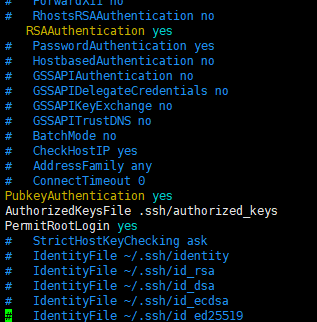 #   ForwardX11 no
#   RhostsRSAAuthentication no
RSAAuthentication yes
#   PasswordAuthentication yes
#   HostbasedAuthentication no
#   GSSAPIAuthentication no
#   GSSAPIDelegateCredentials no
#   GSSAPIKeyExchange no
#   GSSAPITrustDNS no
#   BatchMode no
#   CheckHostIP yes
#   AddressFamily any
#   ConnectTimeout 0
PubkeyAuthentication yes
AuthorizedKeysFile .ssh/authorized_keys
PermitRootLogin yes
#   StrictHostKeyChecking ask
#   IdentityFile ~/.ssh/identity
#   IdentityFile ~/.ssh/id_rsa
#   IdentityFile ~/.ssh/id_dsa
#   IdentityFile ~/.ssh/id_ecdsa
#   IdentityFile ~/.ssh/id_ed25519